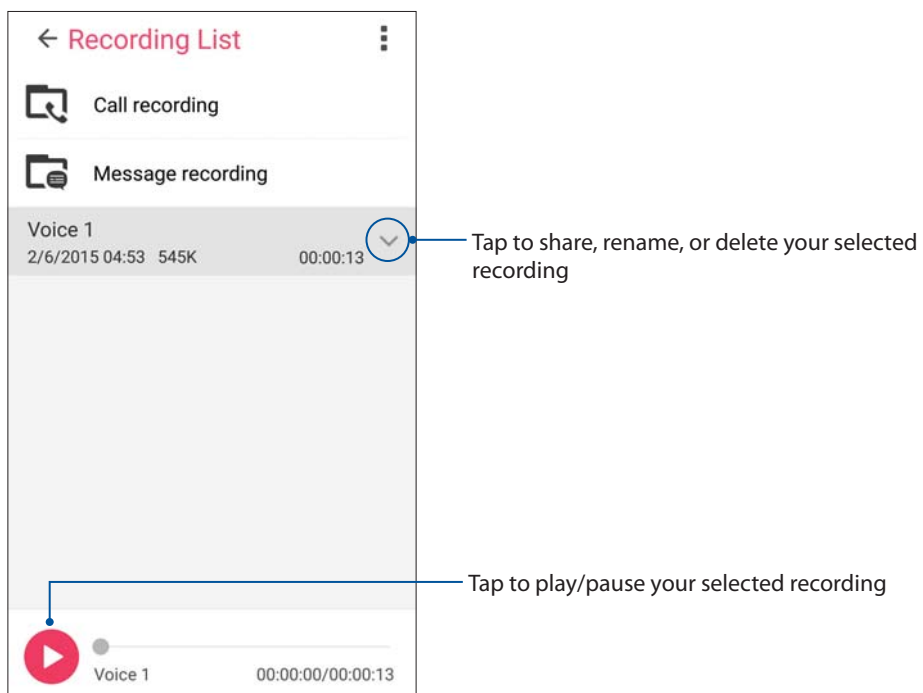 Recording List
Call recording
Message recording
Voice 1
2/6/2015 04:53 545K 00:00:13
Tap to share, rename, or delete your selected
recording
Tap to play/pause your selected recording
Voice 1 00:00:00/00:00:13